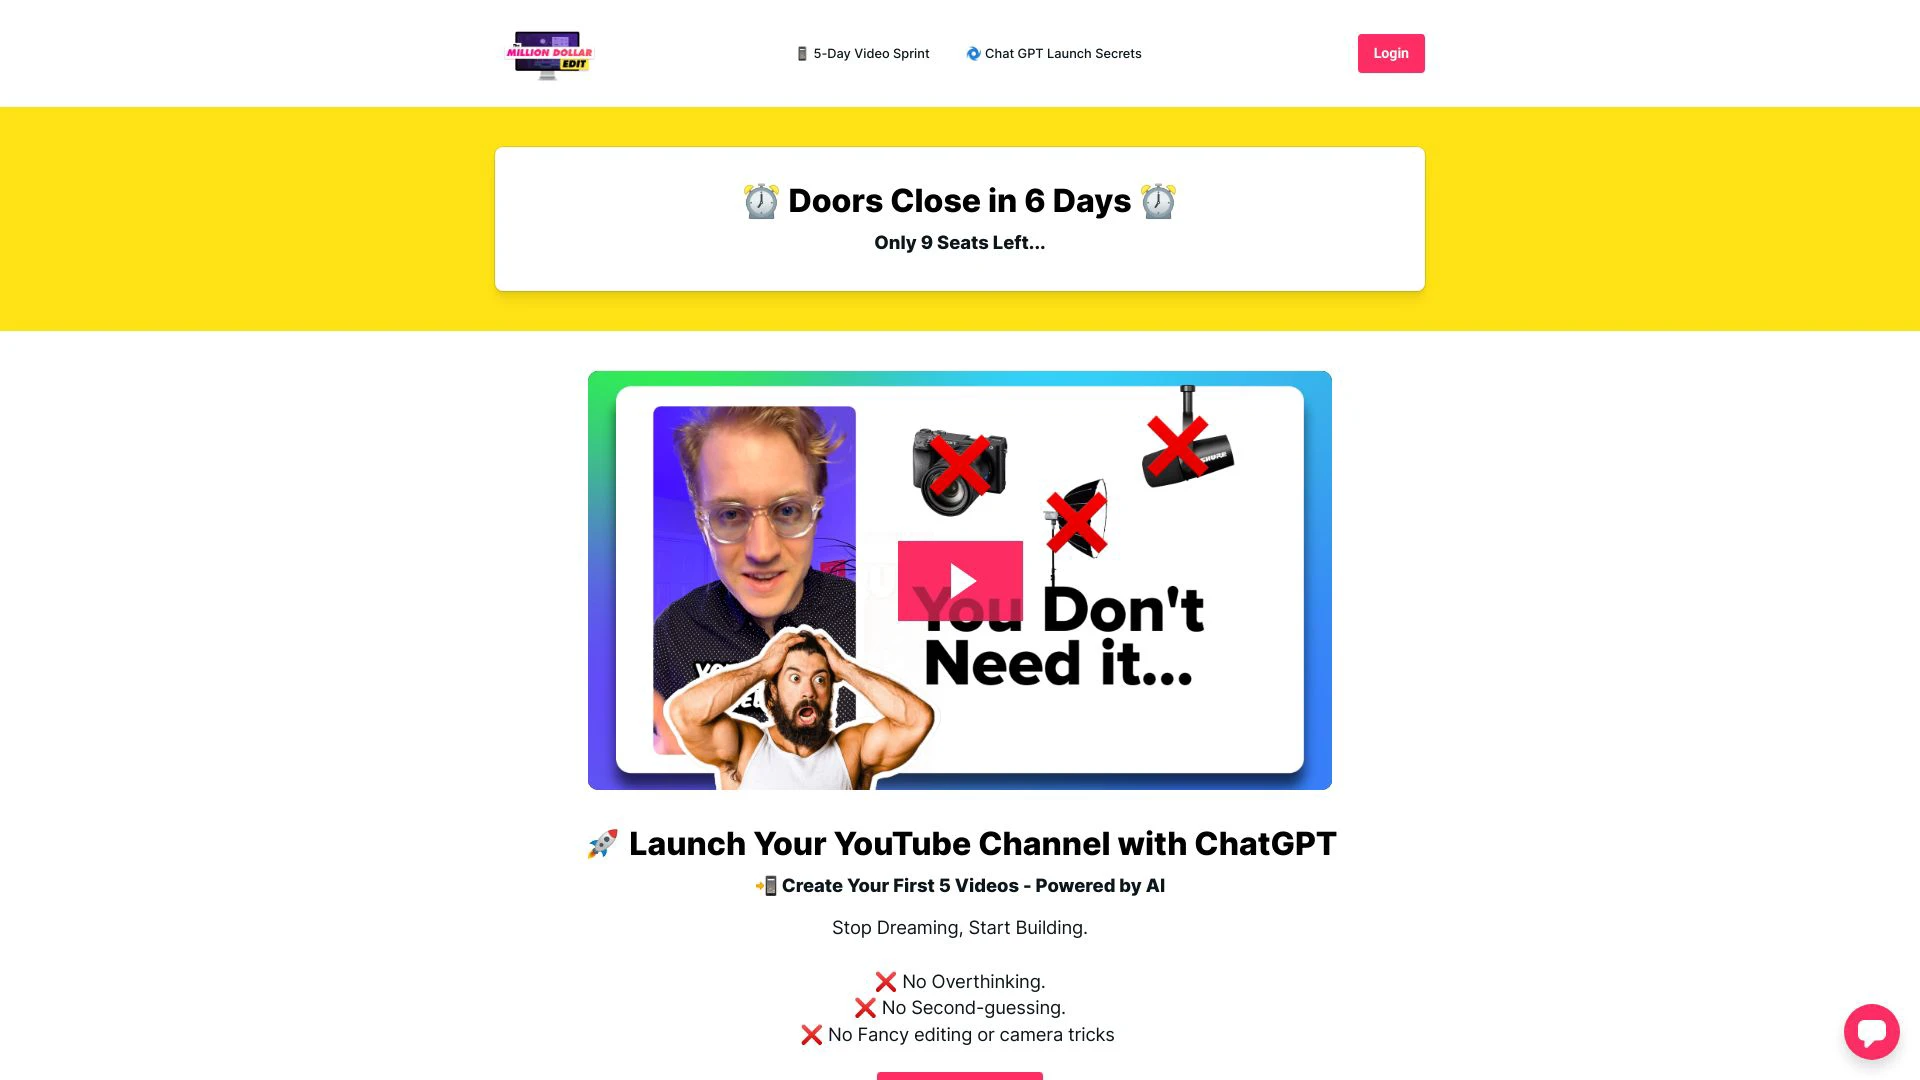 MILLION DOLLAR
EDIT
5-Day Video Sprint
Chat GPT Launch Secrets
Login
Doors Close in 6 Days
Only 9 Seats Left...
SHURE
You Don't
Need it...
Launch Your YouTube Channel with ChatGPT
Create Your First 5 Videos - Powered by AI
Stop Dreaming, Start Building.
❌ No Overthinking.
❌ No Second-guessing.
❌ No Fancy editing or camera tricks